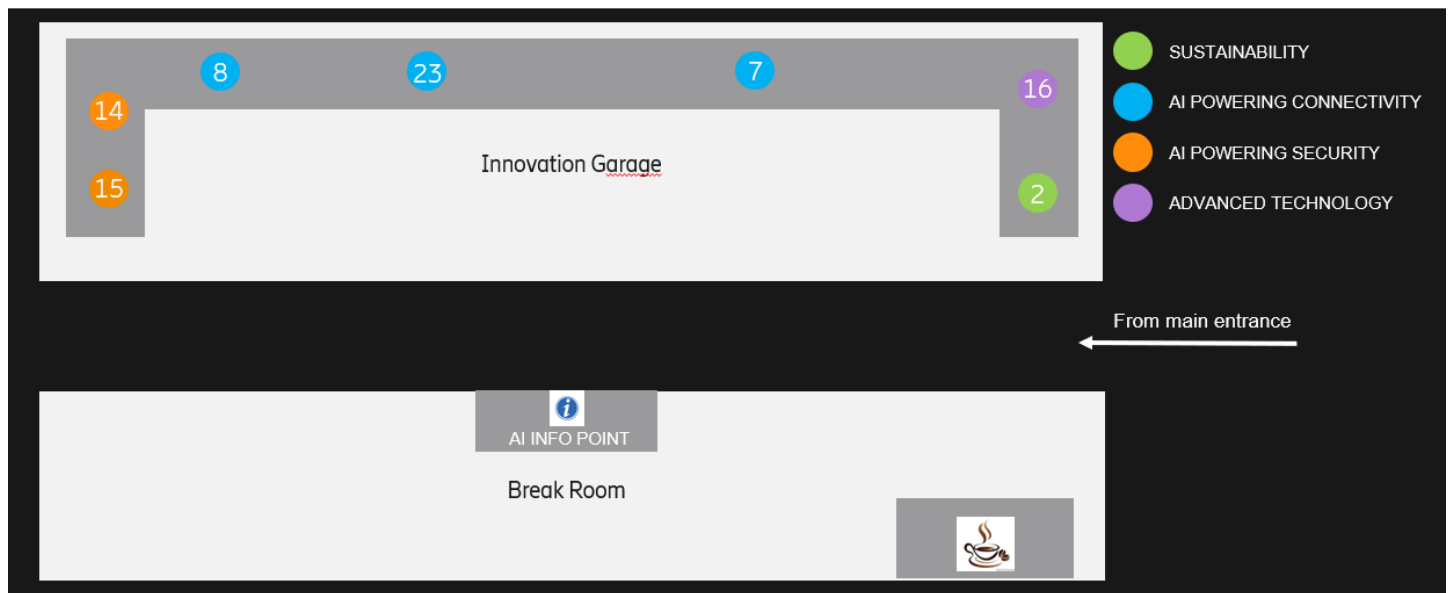 8
23
7
14
16
15
2
Innovation Garage
SUSTAINABILITY
AI POWERING CONNECTIVITY
AI POWERING SECURITY
ADVANCED TECHNOLOGY
From main entrance
i
AI INFO POINT
Break Room